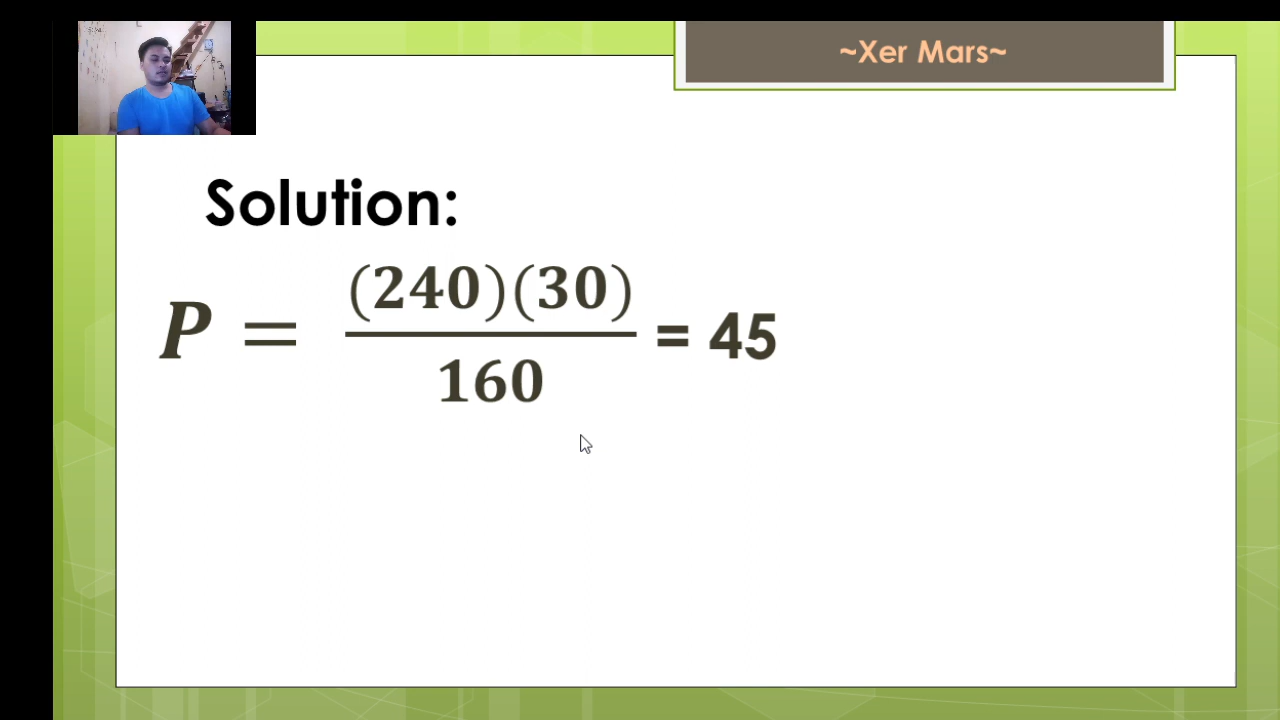 ~Xer Mars~
Solution:
P = (240)(30) / 160 = 45